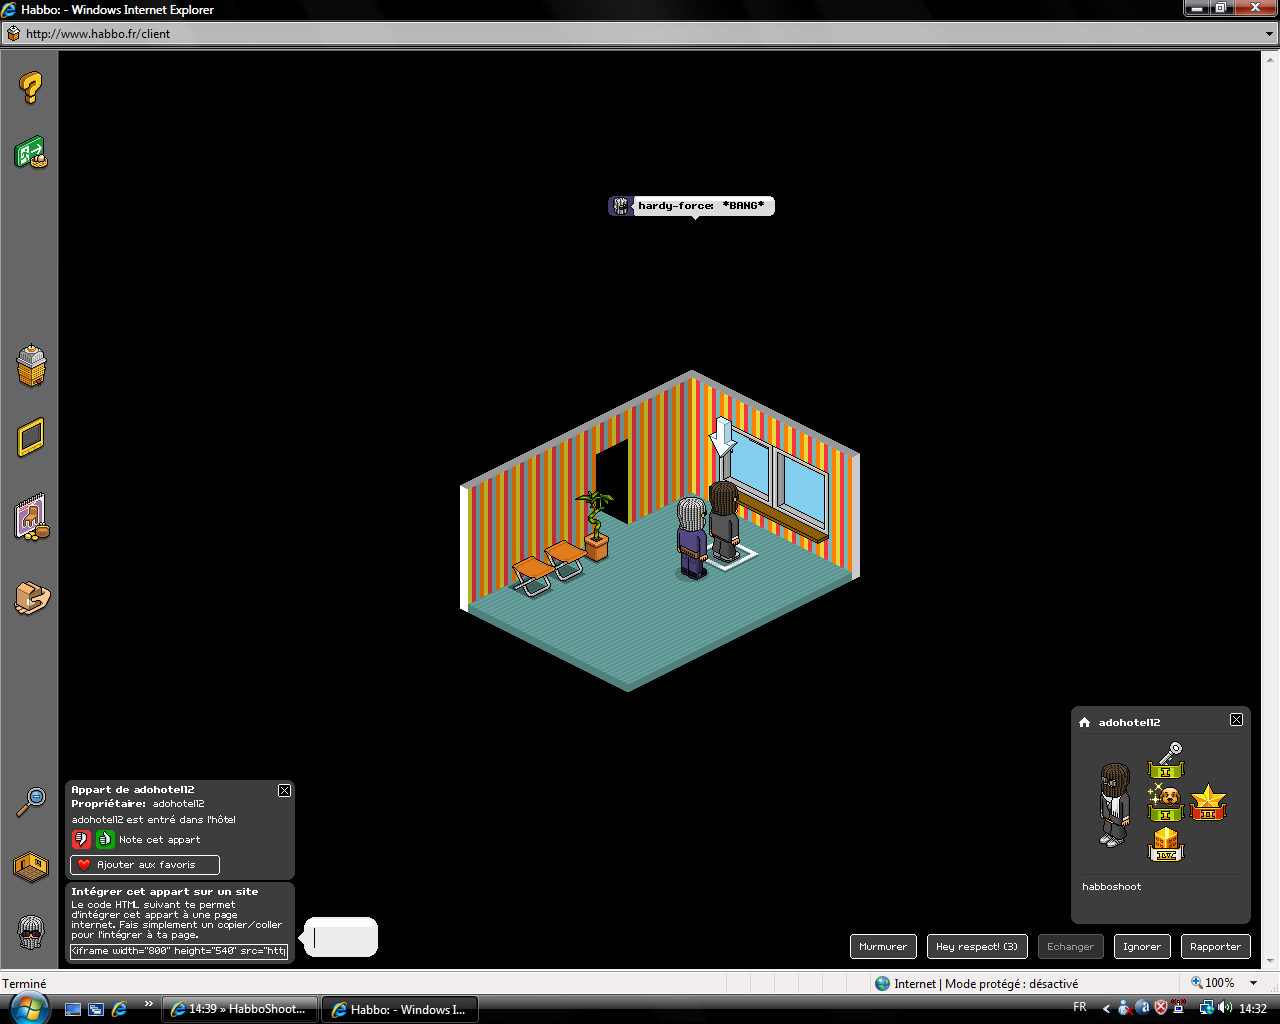 Habbo: - Windows Internet Explorer
http://www.habbo.fr/client
hardy-force: *BANG*
adohotel12
I
I
II
IV
habboshoot
Appart de adohotel12
Propriétaire: adohotel12
adohotel12 est entré dans l'hôtel
Note cet appart
Ajouter aux favoris
Intégrer cet appart sur un site
Le code HTML suivant te permet
d'intégrer cet appart à une page
internet. Fais simplement un copier/coller
pour l'intégrer à ta page.
<iframe width="800" height="540" src="http
Murmurer
Hey respect! (3)
Echanger
Ignorer
Rapporter
Terminé
Internet | Mode protégé : désactivé
100%
14:39 » HabboShoot...
Habbo: - Windows I...
FR
14:32